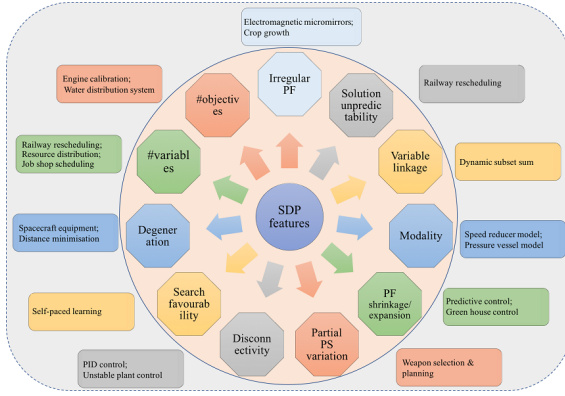 Electromagnetic micromirrors;
Crop growth
Engine calibration;
Water distribution system
#objectiv
es
Irregular
PF
Solution
unpredic
tability
Railway rescheduling
Railway rescheduling;
Resource distribution;
Job shop scheduling
#variabl
es
Variable
linkage
Dynamic subset sum
SDP
features
Spacecraft equipment;
Distance minimisation
Degener
ation
Modality
Speed reducer model;
Pressure vessel model
Self-paced learning
Search
favourab
ility
PF
shrinkage/
expansion
Predictive control;
Green house control
Disconn
ectivity
Partial
PS
variation
PID control;
Unstable plant control
Weapon selection &
planning